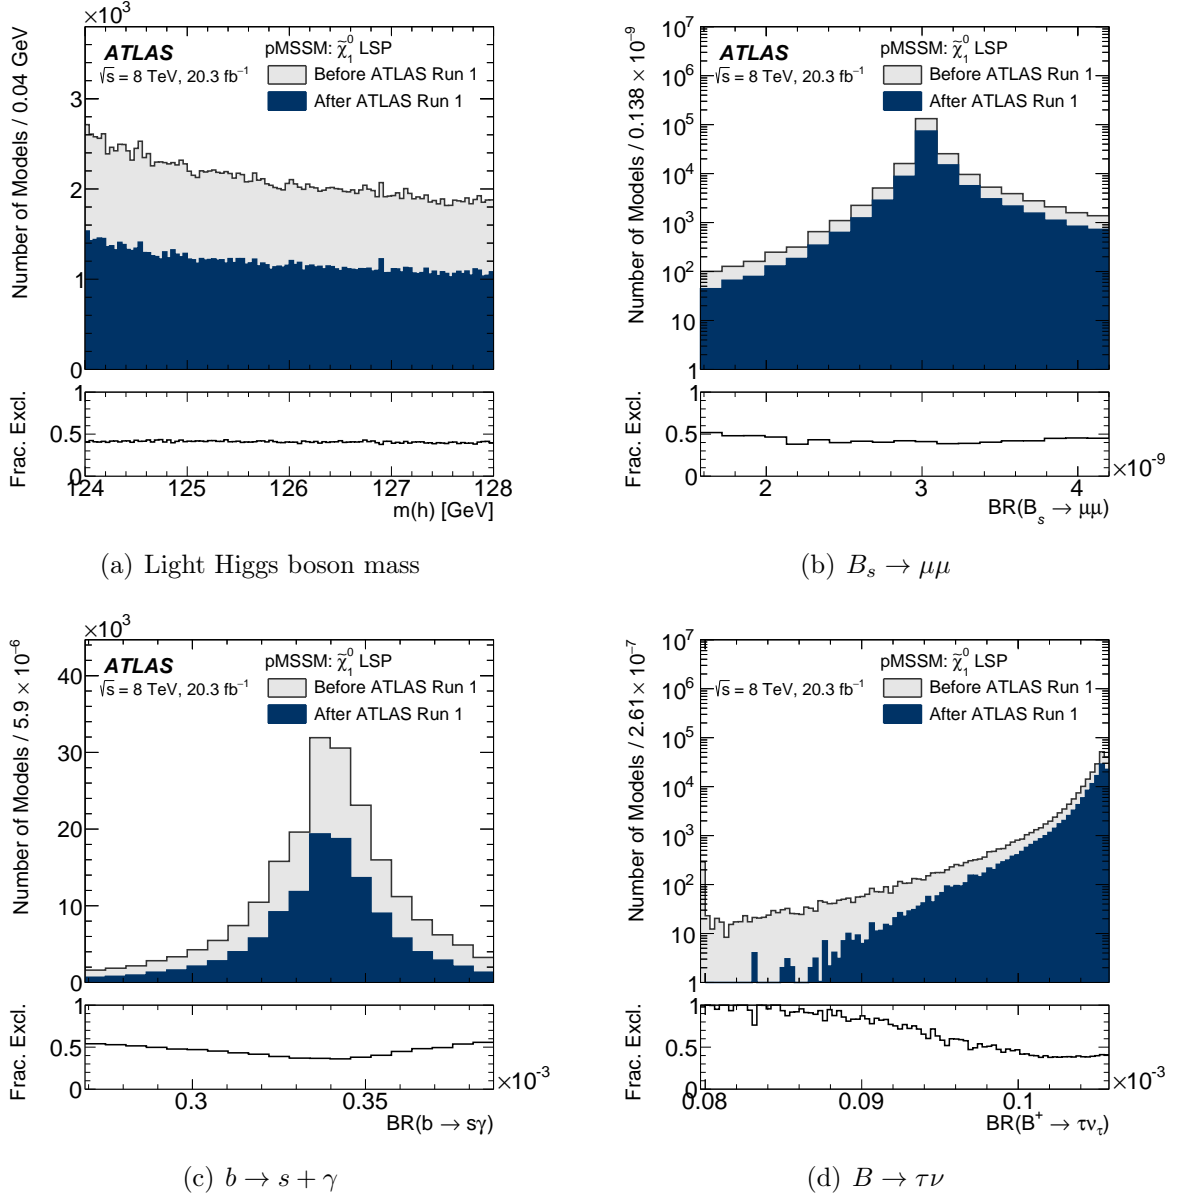 ×10³
Number of Models / 0.04 GeV
ATLAS
√s = 8 TeV, 20.3 fb⁻¹
pMSSM: χ̃₁⁰ LSP
Before ATLAS Run 1
After ATLAS Run 1
3
2
1
0
Frac. Excl.
1
0.5
0
124 125 126 127 128
m(h) [GeV]
(a) Light Higgs boson mass
Number of Models / 0.138 × 10⁻⁹
ATLAS
√s = 8 TeV, 20.3 fb⁻¹
pMSSM: χ̃₁⁰ LSP
Before ATLAS Run 1
After ATLAS Run 1
10⁷
10⁶
10⁵
10⁴
10³
10²
10
1
Frac. Excl.
1
0.5
0
2 3 4
×10⁻⁹
BR(B_s → μμ)
(b) B_s → μμ
×10³
Number of Models / 5.9 × 10⁻⁶
ATLAS
√s = 8 TeV, 20.3 fb⁻¹
pMSSM: χ̃₁⁰ LSP
Before ATLAS Run 1
After ATLAS Run 1
40
30
20
10
0
Frac. Excl.
1
0.5
0
0.3 0.35
×10⁻³
BR(b → sγ)
(c) b → s + γ
Number of Models / 2.61 × 10⁻⁷
ATLAS
√s = 8 TeV, 20.3 fb⁻¹
pMSSM: χ̃₁⁰ LSP
Before ATLAS Run 1
After ATLAS Run 1
10⁷
10⁶
10⁵
10⁴
10³
10²
10
1
Frac. Excl.
1
0.5
0
0.08 0.09 0.1
×10⁻³
BR(B⁺ → τν_τ)
(d) B → τν